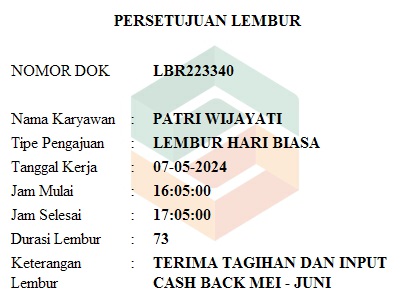 PERSETUJUAN LEMBUR
NOMOR DOK LBR223340
Nama Karyawan : PATRI WIJAYATI
Tipe Pengajuan : LEMBUR HARI BIASA
Tanggal Kerja : 07-05-2024
Jam Mulai : 16:05:00
Jam Selesai : 17:05:00
Durasi Lembur : 73
Keterangan : TERIMA TAGIHAN DAN INPUT
Lembur CASH BACK MEI - JUNI